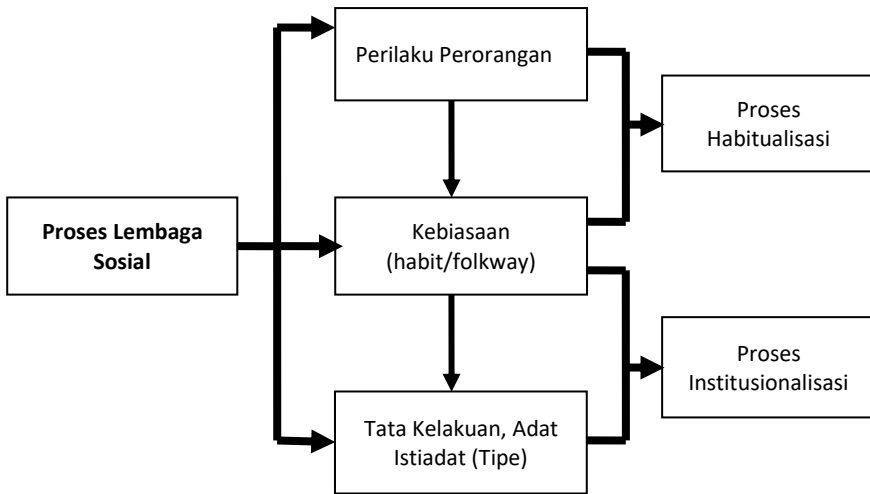 Perilaku Perorangan
Proses
Habitualisasi
Proses Lembaga
Sosial
Kebiasaan
(habit/folkway)
Proses
Institusionalisasi
Tata Kelakuan, Adat
Istiadat (Tipe)